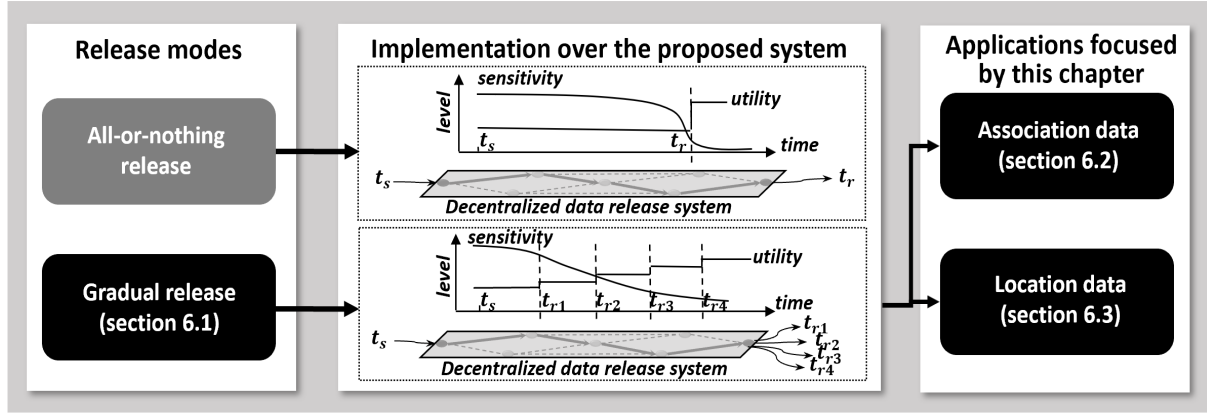 Release modes
All-or-nothing
release
Gradual release
(section 6.1)
Implementation over the proposed system
sensitivity
level
utility
t_s
t_r
time
t_s
t_r
Decentralized data release system
sensitivity
level
utility
t_s
t_r1
t_r2
t_r3
t_r4
time
t_s
t_r1
t_r2
t_r3
t_r4
Decentralized data release system
Applications focused
by this chapter
Association data
(section 6.2)
Location data
(section 6.3)